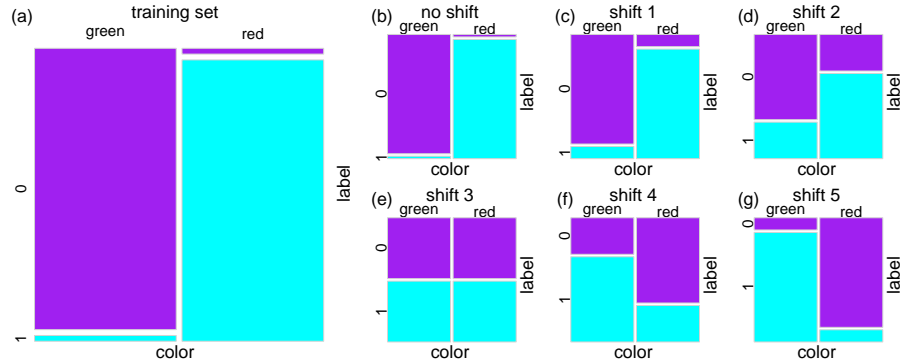 (a)
training set
green
red
0
1
label
color
(b)
no shift
green
red
0
1
label
color
(c)
shift 1
green
red
0
1
label
color
(d)
shift 2
green
red
0
1
label
color
(e)
shift 3
green
red
0
1
label
color
(f)
shift 4
green
red
0
1
label
color
(g)
shift 5
green
red
0
1
label
color